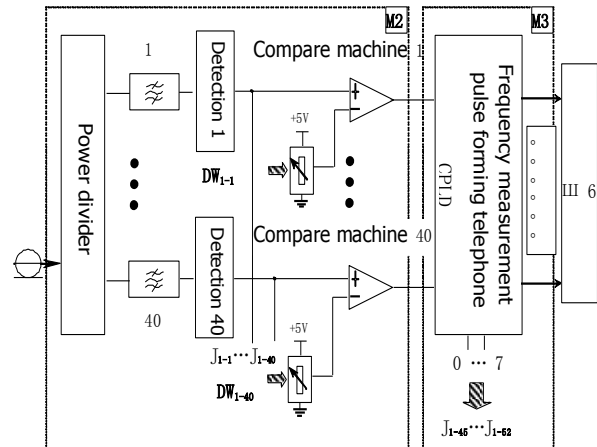 M2
M3
1
Compare machine 1
Power divider
Detection 1
+5V
DW1-1
CPLD
Frequency measurement
pulse forming telephone
Ш 6
Compare machine 40
40
Detection 40
+5V
J1-1…J1-40
DW1-40
0 … 7
J1-45…J1-52